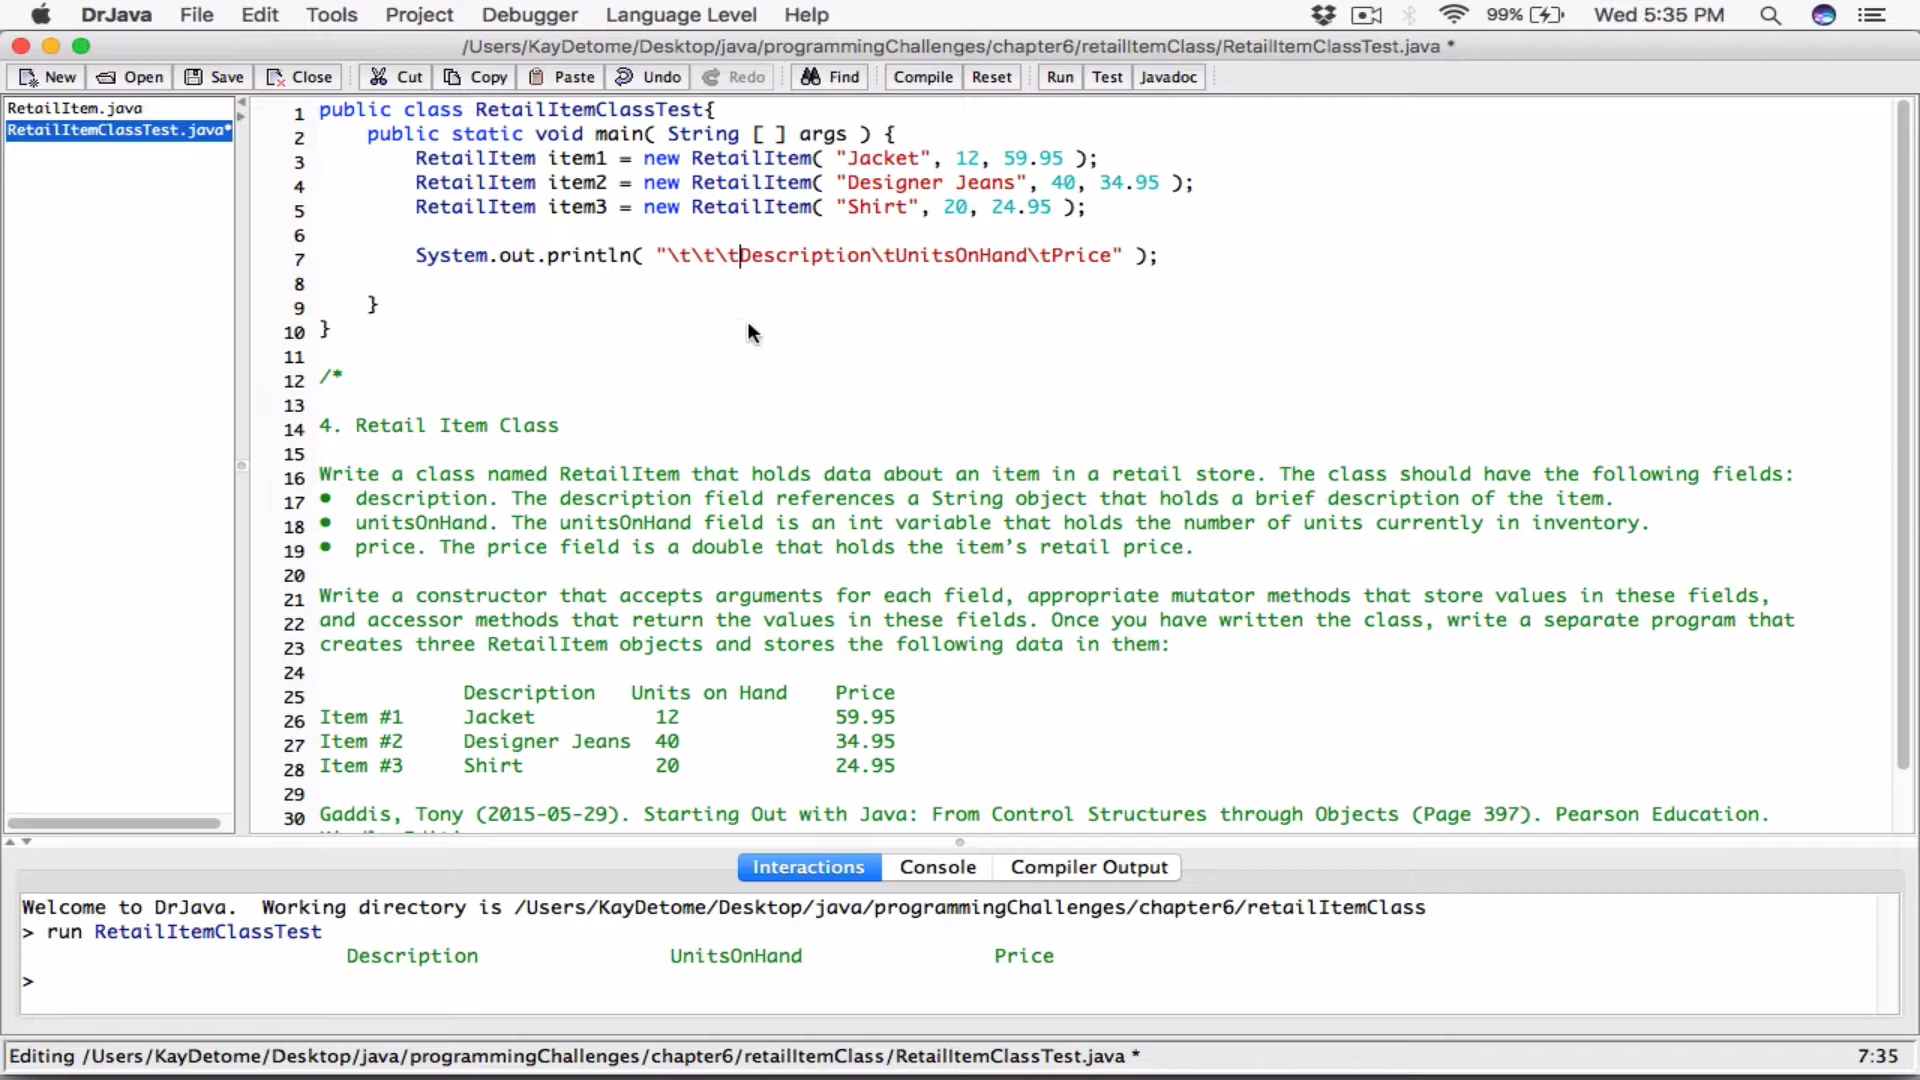 DrJava File Edit Tools Project Debugger Language Level Help 99% Wed 5:35 PM
/Users/KayDetome/Desktop/java/programmingChallenges/chapter6/retailItemClass/RetailItemClassTest.java *
New Open Save Close Cut Copy Paste Undo Redo Find Compile Reset Run Test Javadoc
RetailItem.java
RetailItemClassTest.java*
1 public class RetailItemClassTest{
2 public static void main( String [ ] args ) {
3 RetailItem item1 = new RetailItem( "Jacket", 12, 59.95 );
4 RetailItem item2 = new RetailItem( "Designer Jeans", 40, 34.95 );
5 RetailItem item3 = new RetailItem( "Shirt", 20, 24.95 );
6
7 System.out.println( "\t\t\tDescription\tUnitsOnHand\tPrice" );
8
9 }
10 }
11
12 /*
13
14 4. Retail Item Class
15
16 Write a class named RetailItem that holds data about an item in a retail store. The class should have the following fields:
17 • description. The description field references a String object that holds a brief description of the item.
18 • unitsOnHand. The unitsOnHand field is an int variable that holds the number of units currently in inventory.
19 • price. The price field is a double that holds the item’s retail price.
20
21 Write a constructor that accepts arguments for each field, appropriate mutator methods that store values in these fields,
22 and accessor methods that return the values in these fields. Once you have written the class, write a separate program that
23 creates three RetailItem objects and stores the following data in them:
24
25 Description Units on Hand Price
26 Item #1 Jacket 12 59.95
27 Item #2 Designer Jeans 40 34.95
28 Item #3 Shirt 20 24.95
29
30 Gaddis, Tony (2015-05-29). Starting Out with Java: From Control Structures through Objects (Page 397). Pearson Education.
Interactions Console Compiler Output
Welcome to DrJava. Working directory is /Users/KayDetome/Desktop/java/programmingChallenges/chapter6/retailItemClass
> run RetailItemClassTest
Description UnitsOnHand Price
>
Editing /Users/KayDetome/Desktop/java/programmingChallenges/chapter6/retailItemClass/RetailItemClassTest.java * 7:35